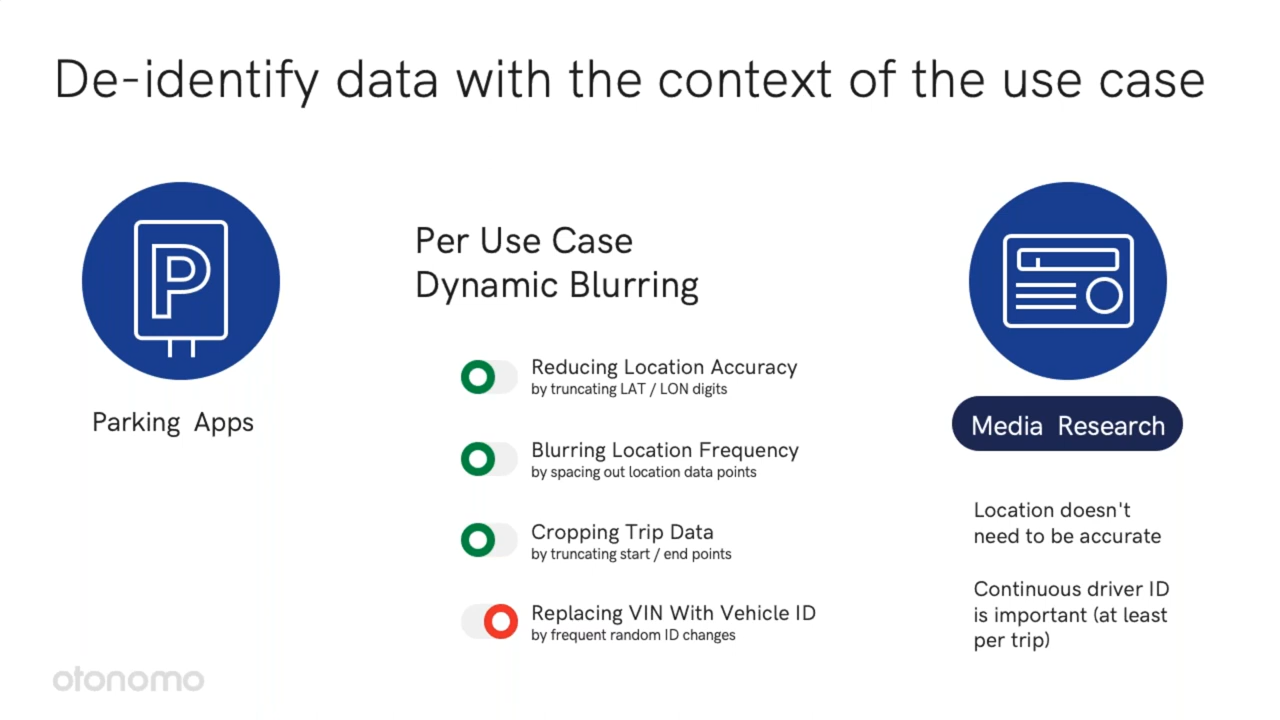 De-identify data with the context of the use case
P
Parking Apps
Per Use Case
Dynamic Blurring
Reducing Location Accuracy
by truncating LAT / LON digits
Blurring Location Frequency
by spacing out location data points
Cropping Trip Data
by truncating start / end points
Replacing VIN With Vehicle ID
by frequent random ID changes
Media Research
Location doesn't
need to be accurate
Continuous driver ID
is important (at least
per trip)
otonomo